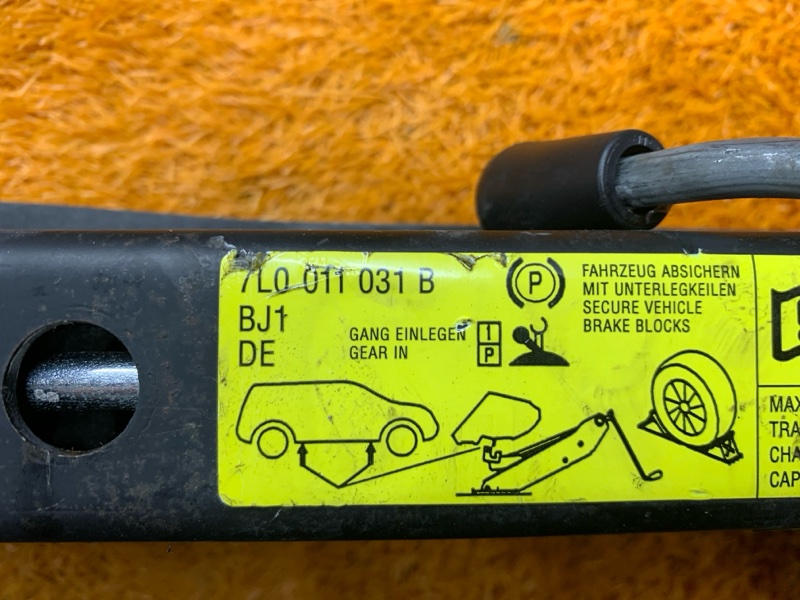 7L0 011 031 B
BJ1
DE
GANG EINLEGEN
GEAR IN
1
P
P
FAHRZEUG ABSICHERN
MIT UNTERLEGKEILEN
SECURE VEHICLE
BRAKE BLOCKS
MAX
TRA
CHA
CAP